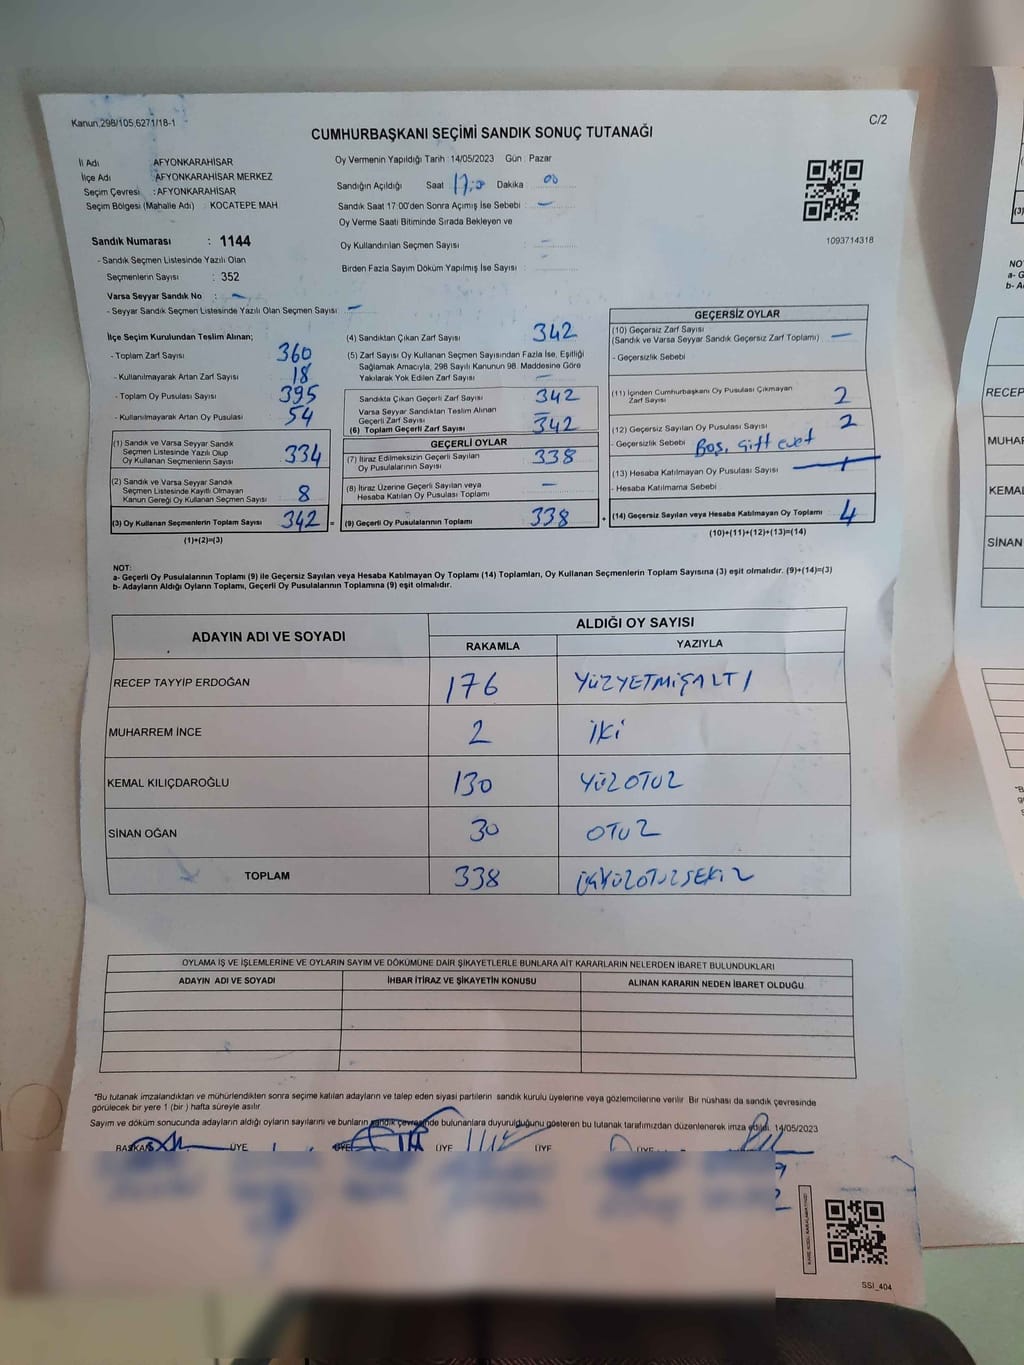 Kanun,298/105,6271/18-1
C/2
CUMHURBAŞKANI SEÇİMİ SANDIK SONUÇ TUTANAĞI
İl Adı AFYONKARAHİSAR
İlçe Adı AFYONKARAHİSAR MERKEZ
Seçim Çevresi :AFYONKARAHİSAR
Seçim Bölgesi (Mahalle Adı) KOCATEPE MAH
Sandık Numarası : 1144
- Sandık Seçmen Listesinde Yazılı Olan
Seçmenlerin Sayısı : 352
Varsa Seyyar Sandık No : -
- Seyyar Sandık Seçmen Listesinde Yazılı Olan Seçmen Sayısı: -
Oy Vermenin Yapıldığı Tarih :14/05/2023 Gün : Pazar
Sandığın Açıldığı Saat 17:00 Dakika 00
Sandık Saat 17:00'den Sonra Açımış İse Sebebi : -
Oy Verme Saati Bitiminde Sırada Bekleyen ve
Oy Kullandırılan Seçmen Sayısı : -
Birden Fazla Sayım Döküm Yapılmış İse Sayısı : -
1093714318
İlçe Seçim Kurulundan Teslim Alınan;
- Toplam Zarf Sayısı 360
- Kullanılmayarak Artan Zarf Sayısı 18
- Toplam Oy Pusulası Sayısı 395
- Kullanılmayarak Artan Oy Pusulası 54
(1) Sandık ve Varsa Seyyar Sandık
Seçmen Listesinde Yazılı Olup
Oy Kullanan Seçmenlerin Sayısı 334
(2) Sandık ve Varsa Seyyar Sandık
Seçmen Listesinde Kayıtlı Olmayan
Kanun Gereği Oy Kullanan Seçmen Sayısı 8
(3) Oy Kullanan Seçmenlerin Toplam Sayısı 342 =
(1)+(2)=(3)
(4) Sandıktan Çıkan Zarf Sayısı 342
(5) Zarf Sayısı Oy Kullanan Seçmen Sayısından Fazla İse, Eşitliği
Sağlamak Amacıyla, 298 Sayılı Kanunun 98. Maddesine Göre
Yakılarak Yok Edilen Zarf Sayısı -
Sandıkta Çıkan Geçerli Zarf Sayısı 342
Varsa Seyyar Sandıktan Teslim Alınan
Geçerli Zarf Sayısı -
(6) Toplam Geçerli Zarf Sayısı 342
GEÇERLİ OYLAR
(7) İtiraz Edilmeksizin Geçerli Sayılan
Oy Pusulalarının Sayısı 338
(8) İtiraz Üzerine Geçerli Sayılan veya
Hesaba Katılan Oy Pusulası Toplamı -
(9) Geçerli Oy Pusulalarının Toplamı 338 +
GEÇERSİZ OYLAR
(10) Geçersiz Zarf Sayısı
(Sandık ve Varsa Seyyar Sandık Geçersiz Zarf Toplamı) -
- Geçersizlik Sebebi
(11) İçinden Cumhurbaşkanı Oy Pusulası Çıkmayan
Zarf Sayısı 2
(12) Geçersiz Sayılan Oy Pusulası Sayısı 2
- Geçersizlik Sebebi Boş, Çift evet
(13) Hesaba Katılmayan Oy Pusulası Sayısı
- Hesaba Katılmama Sebebi
(14) Geçersiz Sayılan veya Hesaba Katılmayan Oy Toplamı 4
(10)+(11)+(12)+(13)=(14)
NOT:
a- Geçerli Oy Pusulalarının Toplamı (9) ile Geçersiz Sayılan veya Hesaba Katılmayan Oy Toplamı (14) Toplamları, Oy Kullanan Seçmenlerin Toplam Sayısına (3) eşit olmalıdır. (9)+(14)=(3)
b- Adayların Aldığı Oyların Toplamı, Geçerli Oy Pusulalarının Toplamına (9) eşit olmalıdır.
ADAYIN ADI VE SOYADI
ALDIĞI OY SAYISI
RAKAMLA YAZIYLA
RECEP TAYYİP ERDOĞAN 176 YÜZYETMİŞALTI
MUHARREM İNCE 2 İKİ
KEMAL KILIÇDAROĞLU 130 YÜZOTUZ
SİNAN OĞAN 30 OTUZ
TOPLAM 338 ÜÇYÜZOTUZSEKİZ
OYLAMA İŞ VE İŞLEMLERİNE VE OYLARIN SAYIM VE DÖKÜMÜNE DAİR ŞİKAYETLERLE BUNLARA AİT KARARLARIN NELERDEN İBARET BULUNDUKLARI
ADAYIN ADI VE SOYADI İHBAR İTİRAZ VE ŞİKAYETİN KONUSU ALINAN KARARIN NEDEN İBARET OLDUĞU
"Bu tutanak imzalandıktan ve mühürlendikten sonra seçime katılan adayların ve talep eden siyasi partilerin sandık kurulu üyelerine veya gözlemcilerine verilir. Bir nüshası da sandık çevresinde
görülecek bir yere 1 (bir ) hafta süreyle asılır.
Sayım ve döküm sonucunda adayların aldığı oyların sayılarını ve bunların sandık çevresinde bulunanlara duyurulduğunu gösteren bu tutanak tarafımızdan düzenlenerek imza edildi. 14/05/2023
BAŞKAN ÜYE ÜYE ÜYE ÜYE ÜYE
SSI_404
(3)
NO
a- G
b- A
RECEP
MUHAR
KEMAL
SİNAN